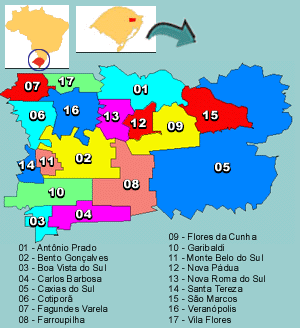 07
17
01
06
16
13
12
09
15
14
11
02
05
10
08
03
04
01 - Antônio Prado
02 - Bento Gonçalves
03 - Boa Vista do Sul
04 - Carlos Barbosa
05 - Caxias do Sul
06 - Cotiporã
07 - Fagundes Varela
08 - Farroupilha
09 - Flores da Cunha
10 - Garibaldi
11 - Monte Belo do Sul
12 - Nova Pádua
13 - Nova Roma do Sul
14 - Santa Tereza
15 - São Marcos
16 - Veranópolis
17 - Vila Flores